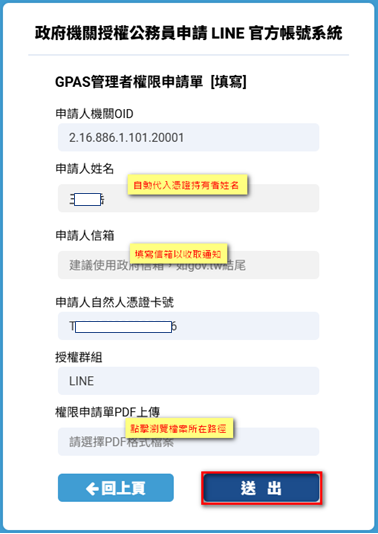 政府機關授權公務員申請 LINE 官方帳號系統
GPAS管理者權限申請單 [填寫]
申請人機關OID
2.16.886.1.101.20001
申請人姓名
自動代入憑證持有者姓名
申請人信箱
填寫信箱以收取通知
建議使用政府信箱，如gov.tw結尾
申請人自然人憑證卡號
T 6
授權群組
LINE
權限申請單PDF上傳
點擊瀏覽檔案所在路徑
請選擇PDF格式檔案
回上頁
送 出